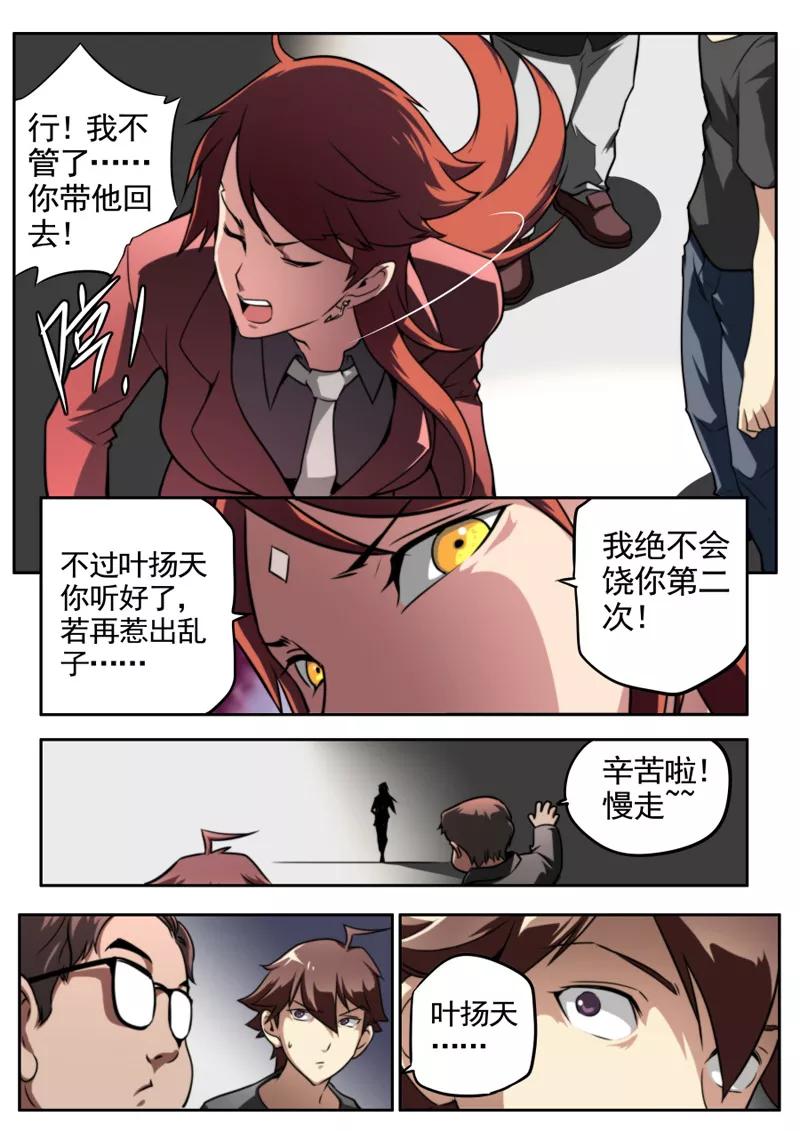 行！我不
管了……
你带他回
去！
哼！
不过叶扬天
你听好了，
若再惹出乱
子……
我绝不会
饶你第二
次！
辛苦啦！
慢走~~
叶扬天
……